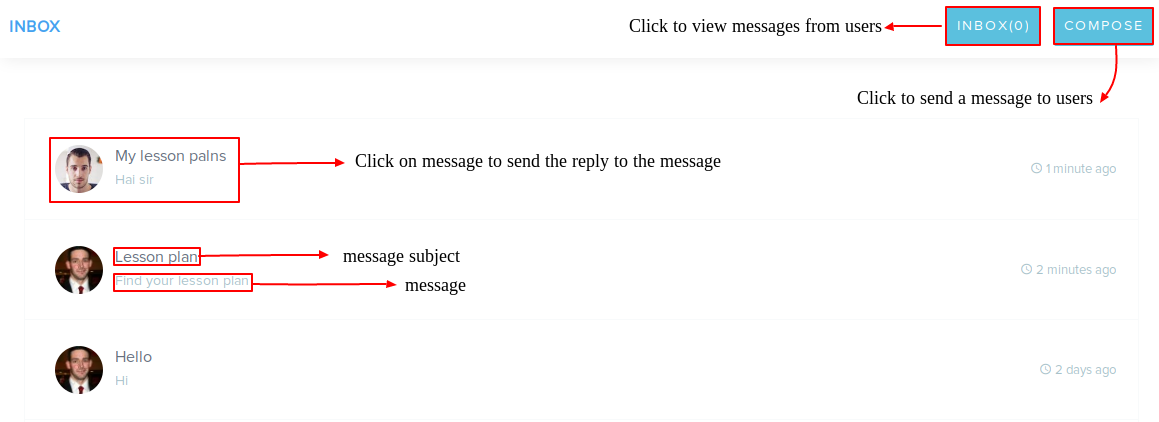 INBOX
Click to view messages from users
INBOX(0)
COMPOSE
Click to send a message to users
My lesson palns
Hai sir
Click on message to send the reply to the message
1 minute ago
Lesson plan
message subject
Find your lesson plan
message
2 minutes ago
Hello
Hi
2 days ago